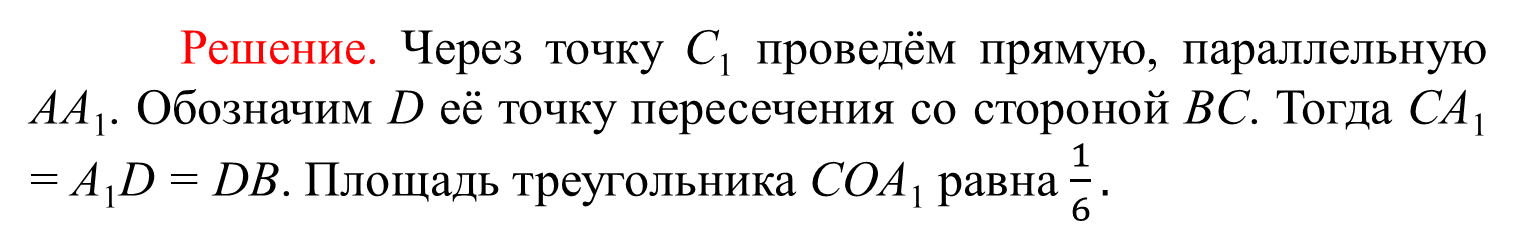 Решение. Через точку C₁ проведём прямую, параллельную
AA₁. Обозначим D её точку пересечения со стороной BC. Тогда CA₁
= A₁D = DB. Площадь треугольника COA₁ равна 1/6.